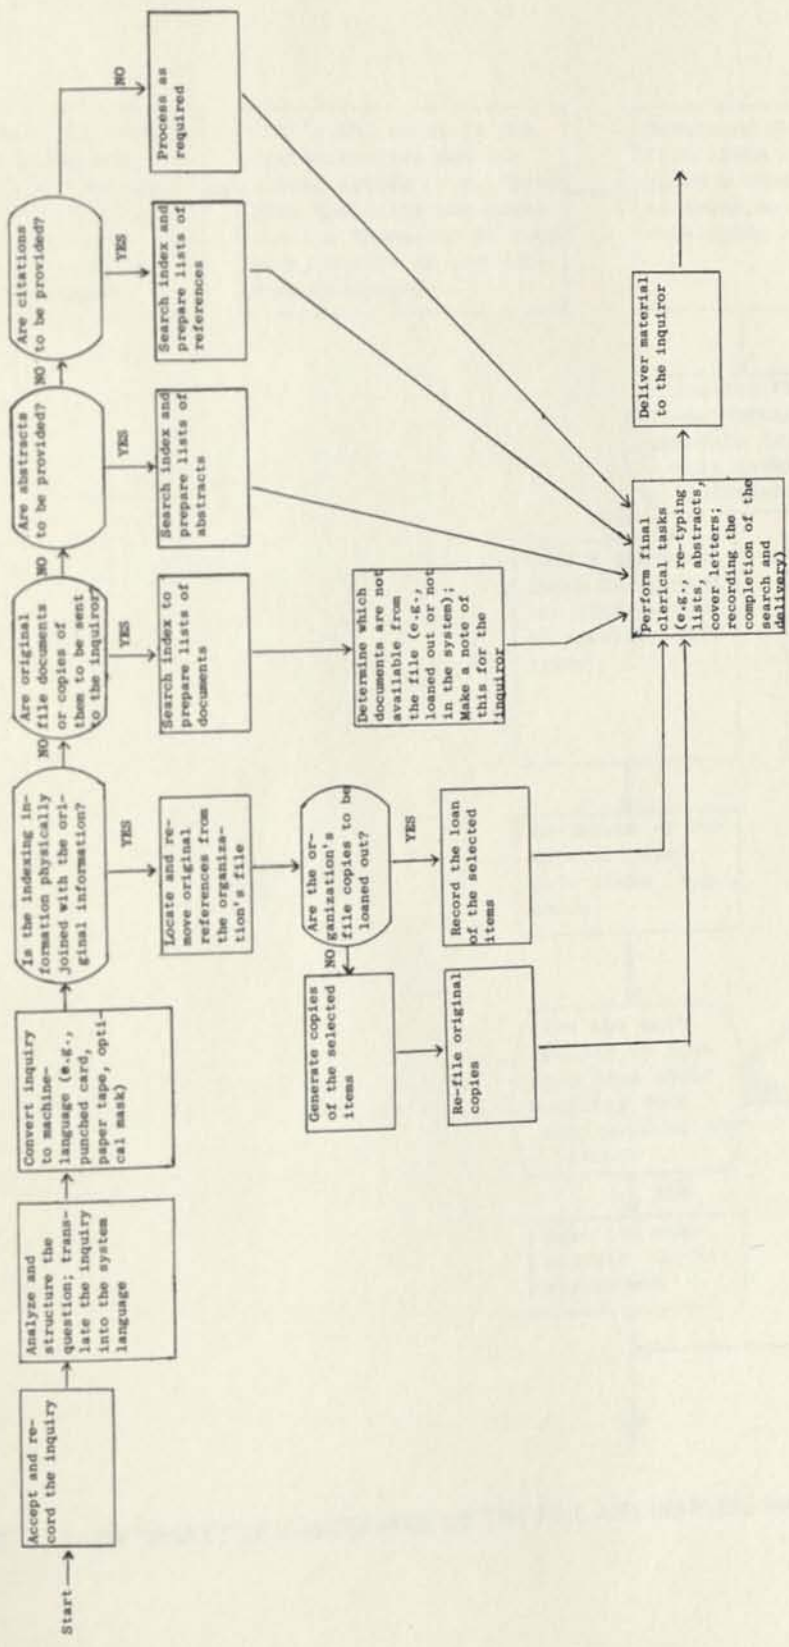 Start
Accept and re-
cord the inquiry
Analyze and
structure the
question; trans-
late the inquiry
into the system
language
Convert inquiry
to machine-
language (e.g.,
punched card,
paper tape, opti-
cal mask)
Is the indexing in-
formation physically
joined with the ori-
ginal information?
NO
YES
Are original
file documents
or copies of
them to be sent
to the inquiror?
NO
YES
Are abstracts
to be provided?
NO
YES
Are citations
to be provided?
NO
YES
Process as
required
Locate and re-
move original
references from
the organiza-
tion's file
Search index to
prepare lists of
documents
Search index and
prepare lists of
abstracts
Search index and
prepare lists of
references
Are the or-
ganization's
file copies to be
loaned out?
NO
YES
Determine which
documents are not
available from
the file (e.g.,
loaned out or not
in the system);
Make a note of
this for the
inquiror
Generate copies
of the selected
items
Record the loan
of the selected
items
Re-file original
copies
Perform final
clerical tasks
(e.g., re-typing
lists, abstracts,
cover letters;
recording the
completion of the
search and
delivery)
Deliver material
to the inquiror